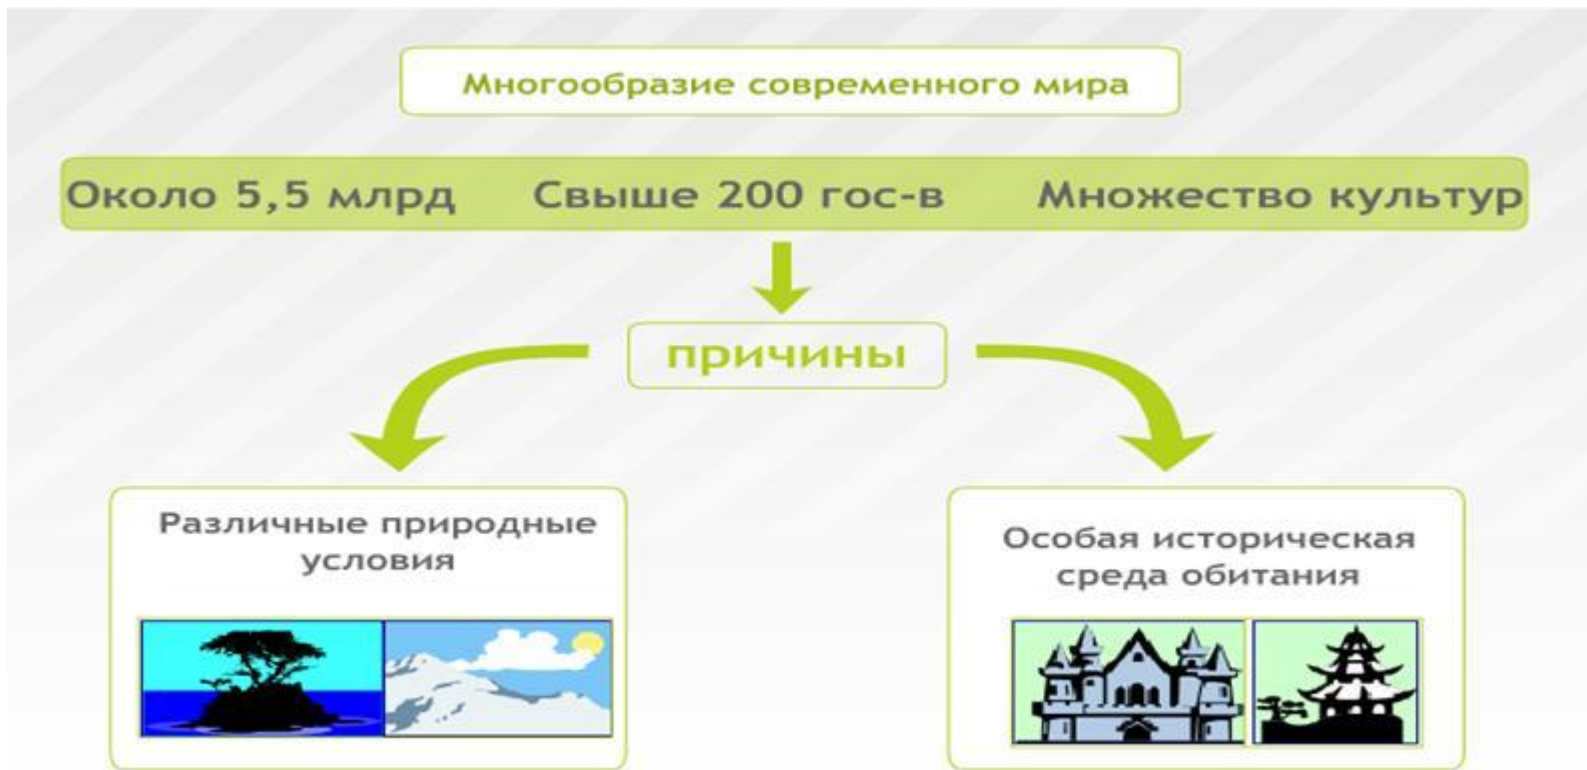 Многообразие современного мира
Около 5,5 млрд Свыше 200 гос-в Множество культур
причины
Различные природные
условия
Особая историческая
среда обитания